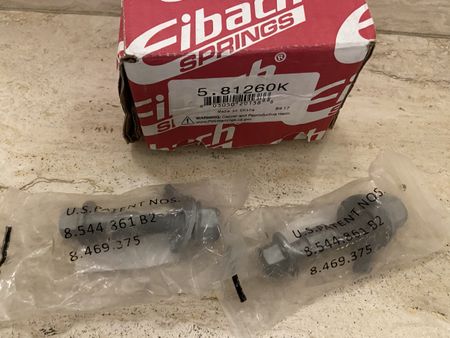 Eibach
SPRINGS
®
5.81260K
Made in China
WARNING: Cancer and Reproductive Harm
Eibach
SPRINGS
U.S.PATENT NOS.
8.544 861 B2
8.469.375
U.S.PATENT NOS.
8.544.861 B2
8.469.375